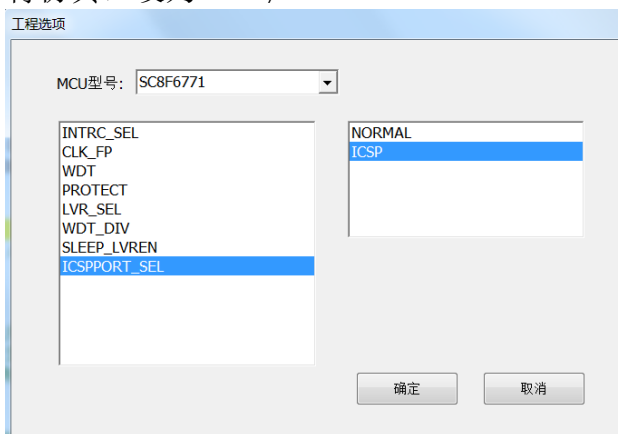 工程选项
MCU型号: SC8F6771
INTRC_SEL
CLK_FP
WDT
PROTECT
LVR_SEL
WDT_DIV
SLEEP_LVREN
ICSPPORT_SEL
NORMAL
ICSP
确定
取消